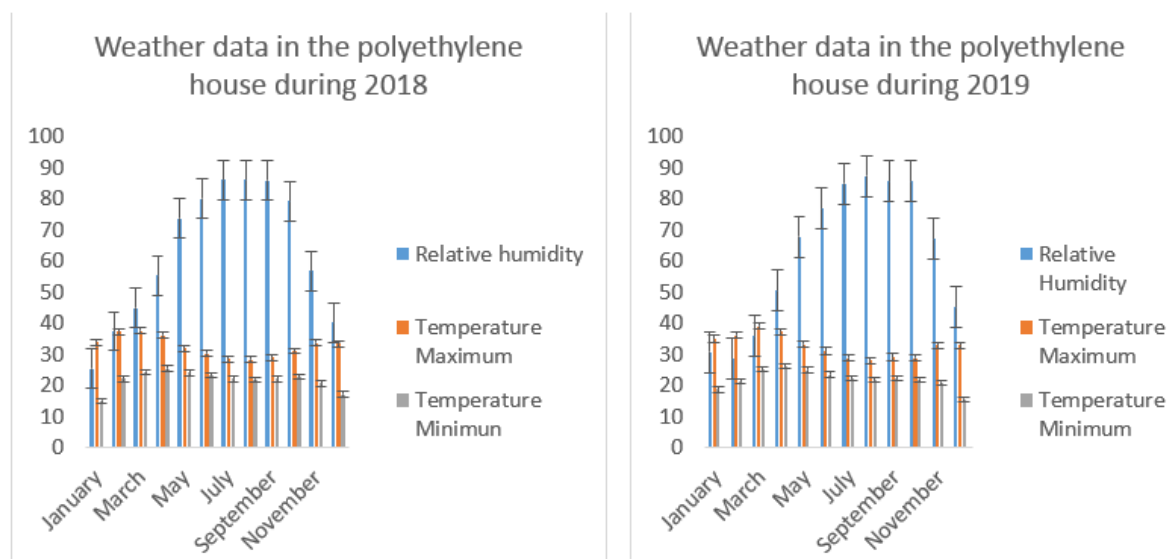 Weather data in the polyethylene
house during 2018
100
90
80
70
60
50
40
30
20
10
0
January
March
May
July
September
November
Relative humidity
Temperature
Maximum
Temperature
Minimun
Weather data in the polyethylene
house during 2019
100
90
80
70
60
50
40
30
20
10
0
January
March
May
July
September
November
Relative
Humidity
Temperature
Maximum
Temperature
Minimum